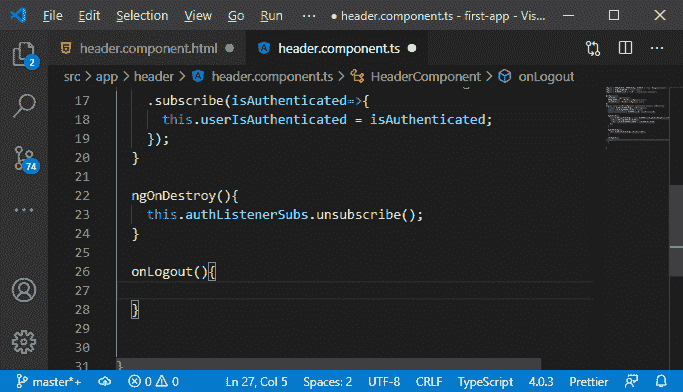 File Edit Selection View Go Run ··· ● header.component.ts - first-app - Vis...
header.component.html ● header.component.ts ●
src > app > header > header.component.ts > HeaderComponent > onLogout
17 .subscribe(isAuthenticated=>{
18 this.userIsAuthenticated = isAuthenticated;
19 });
20 }
21
22 ngOnDestroy(){
23 this.authListenerSubs.unsubscribe();
24 }
25
26 onLogout(){
27
28 }
29
30
31 }
2
74
master*+ 0 0 Ln 27, Col 5 Spaces: 2 UTF-8 CRLF TypeScript 4.0.3 Prettier